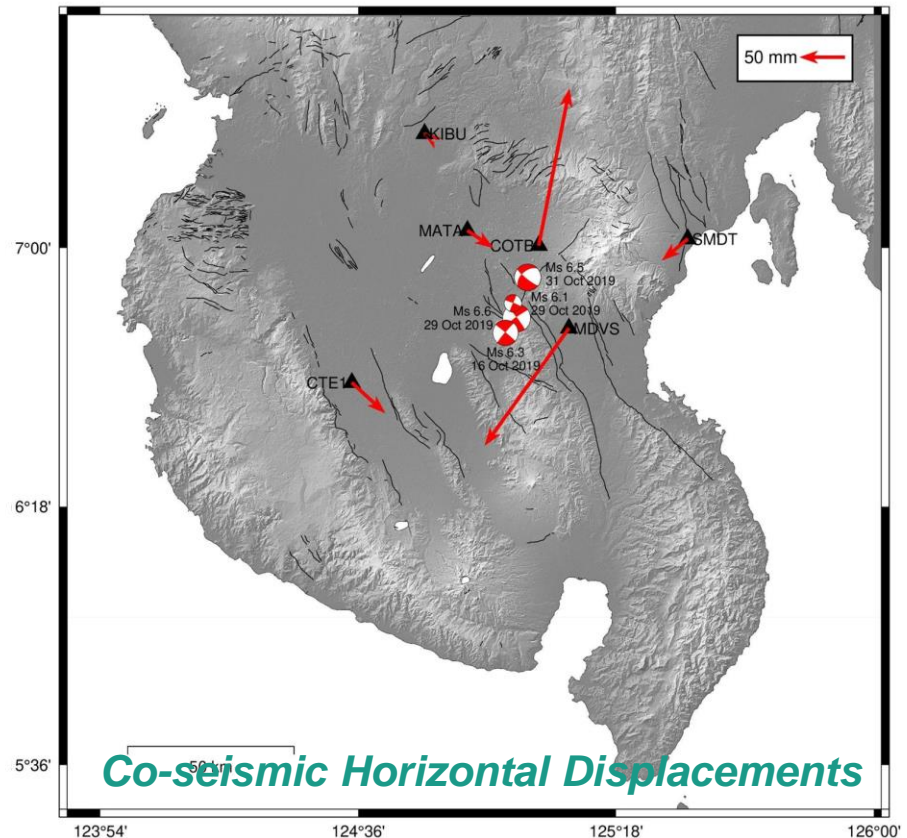 50 mm
KIBU
MATA
COTB
SMDT
7°00'
Ms 6.5
31 Oct 2019
Ms 6.1
29 Oct 2019
Ms 6.6
29 Oct 2019
MDVS
Ms 6.3
16 Oct 2019
CTE1
6°18'
50 km
Co-seismic Horizontal Displacements
5°36'
123°54'
124°36'
125°18'
126°00'